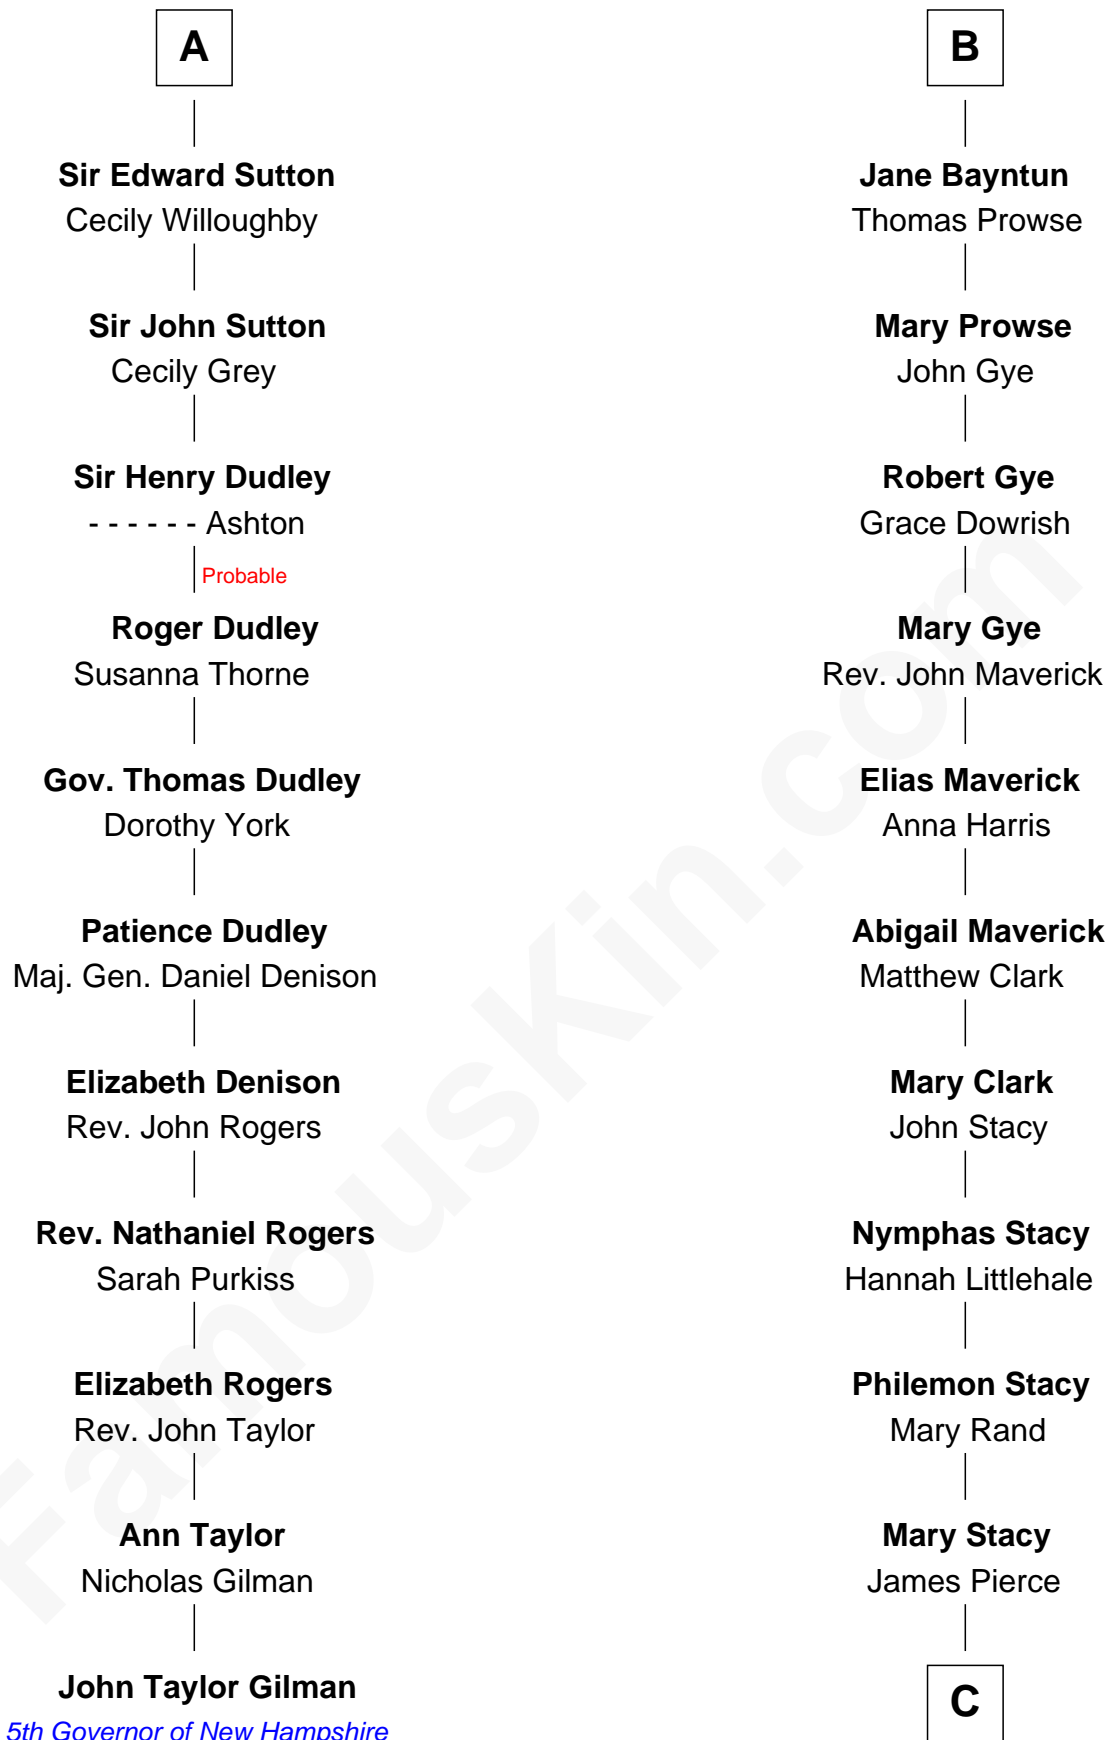 A
Sir Edward Sutton
Cecily Willoughby
Sir John Sutton
Cecily Grey
Sir Henry Dudley
- - - - - - Ashton
Probable
Roger Dudley
Susanna Thorne
Gov. Thomas Dudley
Dorothy York
Patience Dudley
Maj. Gen. Daniel Denison
Elizabeth Denison
Rev. John Rogers
Rev. Nathaniel Rogers
Sarah Purkiss
Elizabeth Rogers
Rev. John Taylor
Ann Taylor
Nicholas Gilman
John Taylor Gilman
5th Governor of New Hampshire
B
Jane Bayntun
Thomas Prowse
Mary Prowse
John Gye
Robert Gye
Grace Dowrish
Mary Gye
Rev. John Maverick
Elias Maverick
Anna Harris
Abigail Maverick
Matthew Clark
Mary Clark
John Stacy
Nymphas Stacy
Hannah Littlehale
Philemon Stacy
Mary Rand
Mary Stacy
James Pierce
C
FamousKin.com